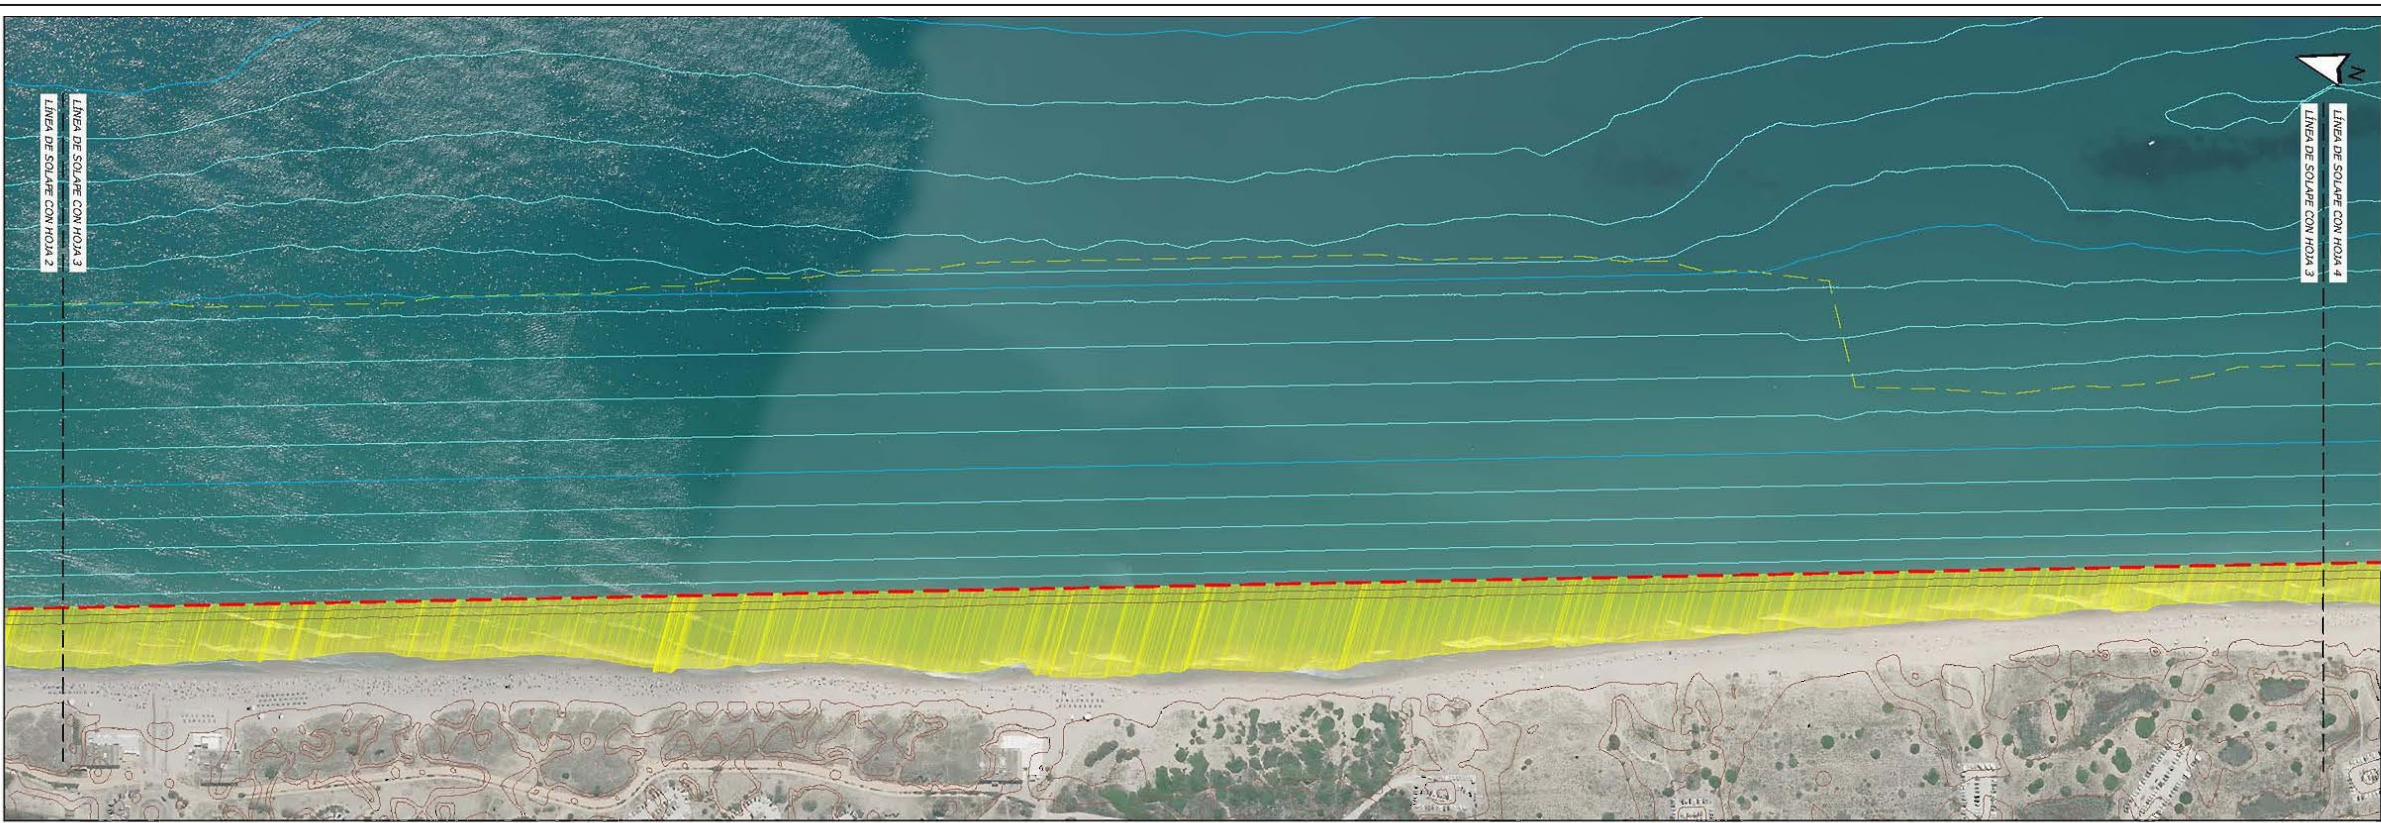 LÍNEA DE SOLAPE CON HOJA 2
LÍNEA DE SOLAPE CON HOJA 3
N
LÍNEA DE SOLAPE CON HOJA 3
LÍNEA DE SOLAPE CON HOJA 4